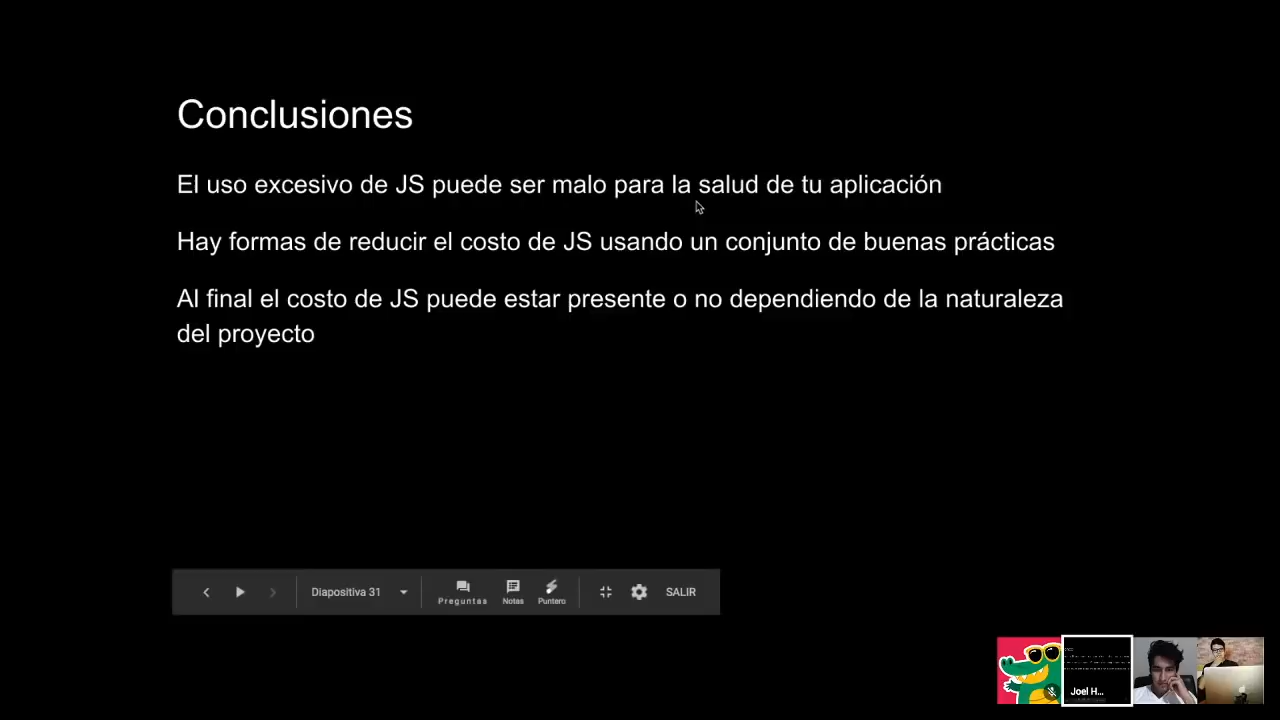 Conclusiones
El uso excesivo de JS puede ser malo para la salud de tu aplicación
Hay formas de reducir el costo de JS usando un conjunto de buenas prácticas
Al final el costo de JS puede estar presente o no dependiendo de la naturaleza
del proyecto
Diapositiva 31
Preguntas
Notas
Puntero
SALIR
Joel H...